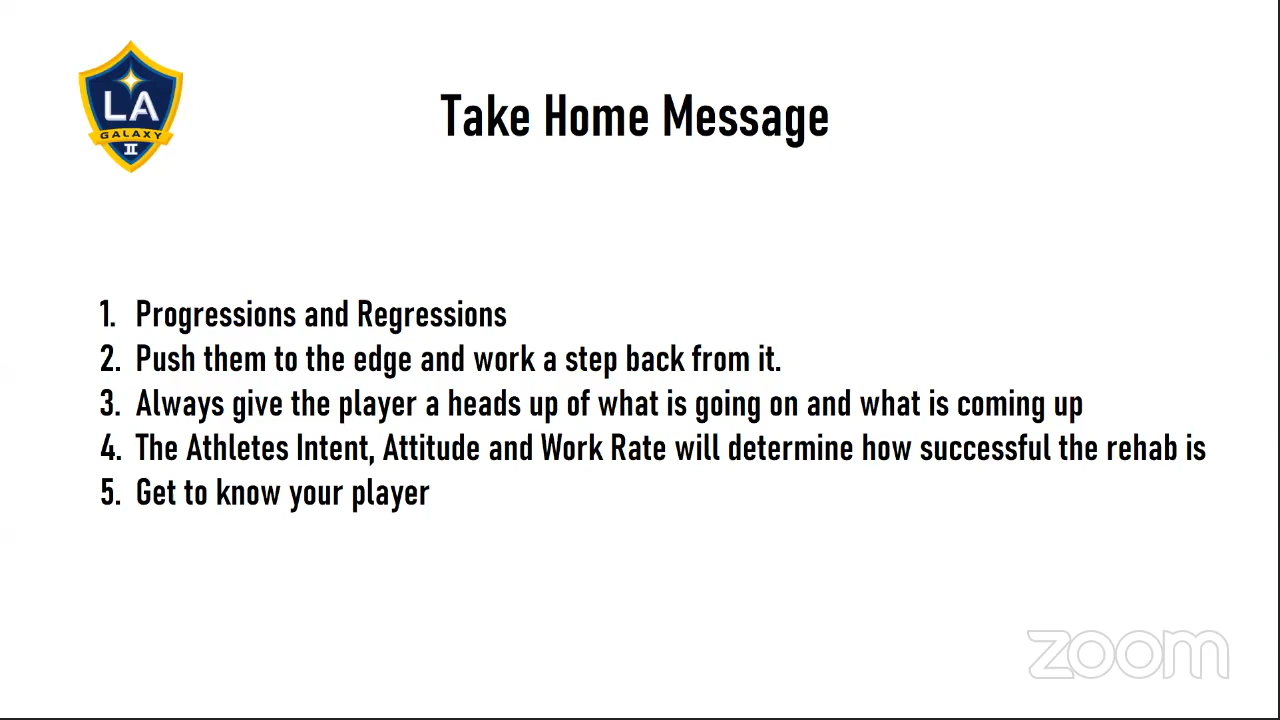 LA
GALAXY
II
Take Home Message
1. Progressions and Regressions
2. Push them to the edge and work a step back from it.
3. Always give the player a heads up of what is going on and what is coming up
4. The Athletes Intent, Attitude and Work Rate will determine how successful the rehab is
5. Get to know your player
zoom